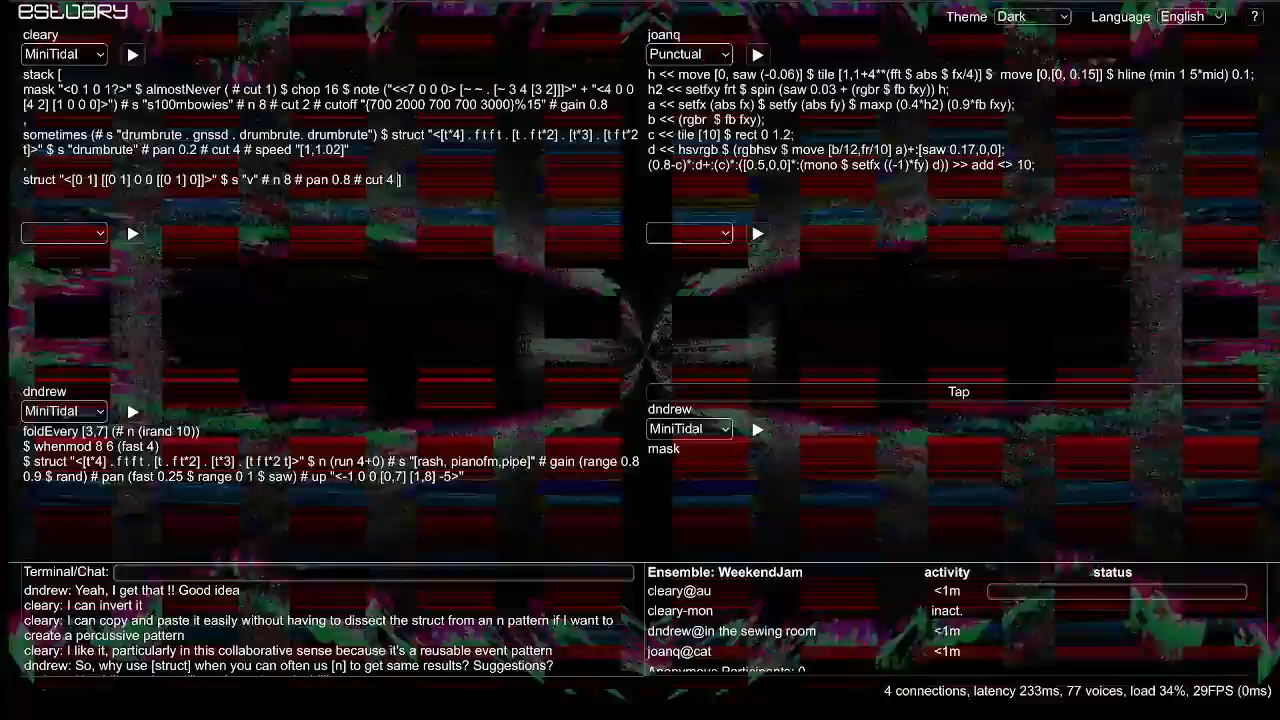 estuary
Theme Dark Language English ?
cleary
MiniTidal
stack [
mask "<0 1 0 1?>" $ almostNever ( # cut 1) $ chop 16 $ note ("<<7 0 0 0> [~ ~ . [~ 3 4 [3 2]]]>" + "<4 0 0
[4 2] [1 0 0 0]>") # s "s100mbowies" # n 8 # cut 2 # cutoff "{700 2000 700 700 3000}%15" # gain 0.8
,
sometimes (# s "drumbrute . gnssd . drumbrute. drumbrute") $ struct "<[t*4] . f t f t . [t . f t*2] . [t*3] . [t f t*2
t]>" $ s "drumbrute" # pan 0.2 # cut 4 # speed "[1,1.02]"
,
struct "<[0 1] [[0 1] 0 0 [[0 1] 0]]>" $ s "v" # n 8 # pan 0.8 # cut 4 ]
joanq
Punctual
h << move [0, saw (-0.06)] $ tile [1,1+4**(fft $ abs $ fx/4)] $ move [0,[0, 0.15]] $ hline (min 1 5*mid) 0.1;
h2 << setfxy frt $ spin (saw 0.03 + (rgbr $ fb fxy)) h;
a << setfx (abs fx) $ setfy (abs fy) $ maxp (0.4*h2) (0.9*fb fxy);
b << (rgbr $ fb fxy);
c << tile [10] $ rect 0 1.2;
d << hsvrgb $ (rgbhsv $ move [b/12,fr/10] a)+:[saw 0.17,0,0];
(0.8-c)*:d+:(c)*:([0.5,0,0]*:(mono $ setfx ((-1)*fy) d)) >> add <> 10;
dndrew
MiniTidal
foldEvery [3,7] (# n (irand 10))
$ whenmod 8 6 (fast 4)
$ struct "<[t*4] . f t f t . [t . f t*2] . [t*3] . [t f t*2 t]>" $ n (run 4+0) # s "[rash, pianofm,pipe]" # gain (range 0.8
0.9 $ rand) # pan (fast 0.25 $ range 0 1 $ saw) # up "<-1 0 0 [0,7] [1,8] -5>"
Tap
dndrew
MiniTidal
mask
Terminal/Chat:
dndrew: Yeah, I get that !! Good idea
cleary: I can invert it
cleary: I can copy and paste it easily without having to dissect the struct from an n pattern if I want to
create a percussive pattern
cleary: I like it, particularly in this collaborative sense because it's a reusable event pattern
dndrew: So, why use [struct] when you can often us [n] to get same results? Suggestions?
Ensemble: WeekendJam activity status
cleary@au <1m
cleary-mon inact.
dndrew@in the sewing room <1m
joanq@cat <1m
Anonymous Participants: 0
4 connections, latency 233ms, 77 voices, load 34%, 29FPS (0ms)